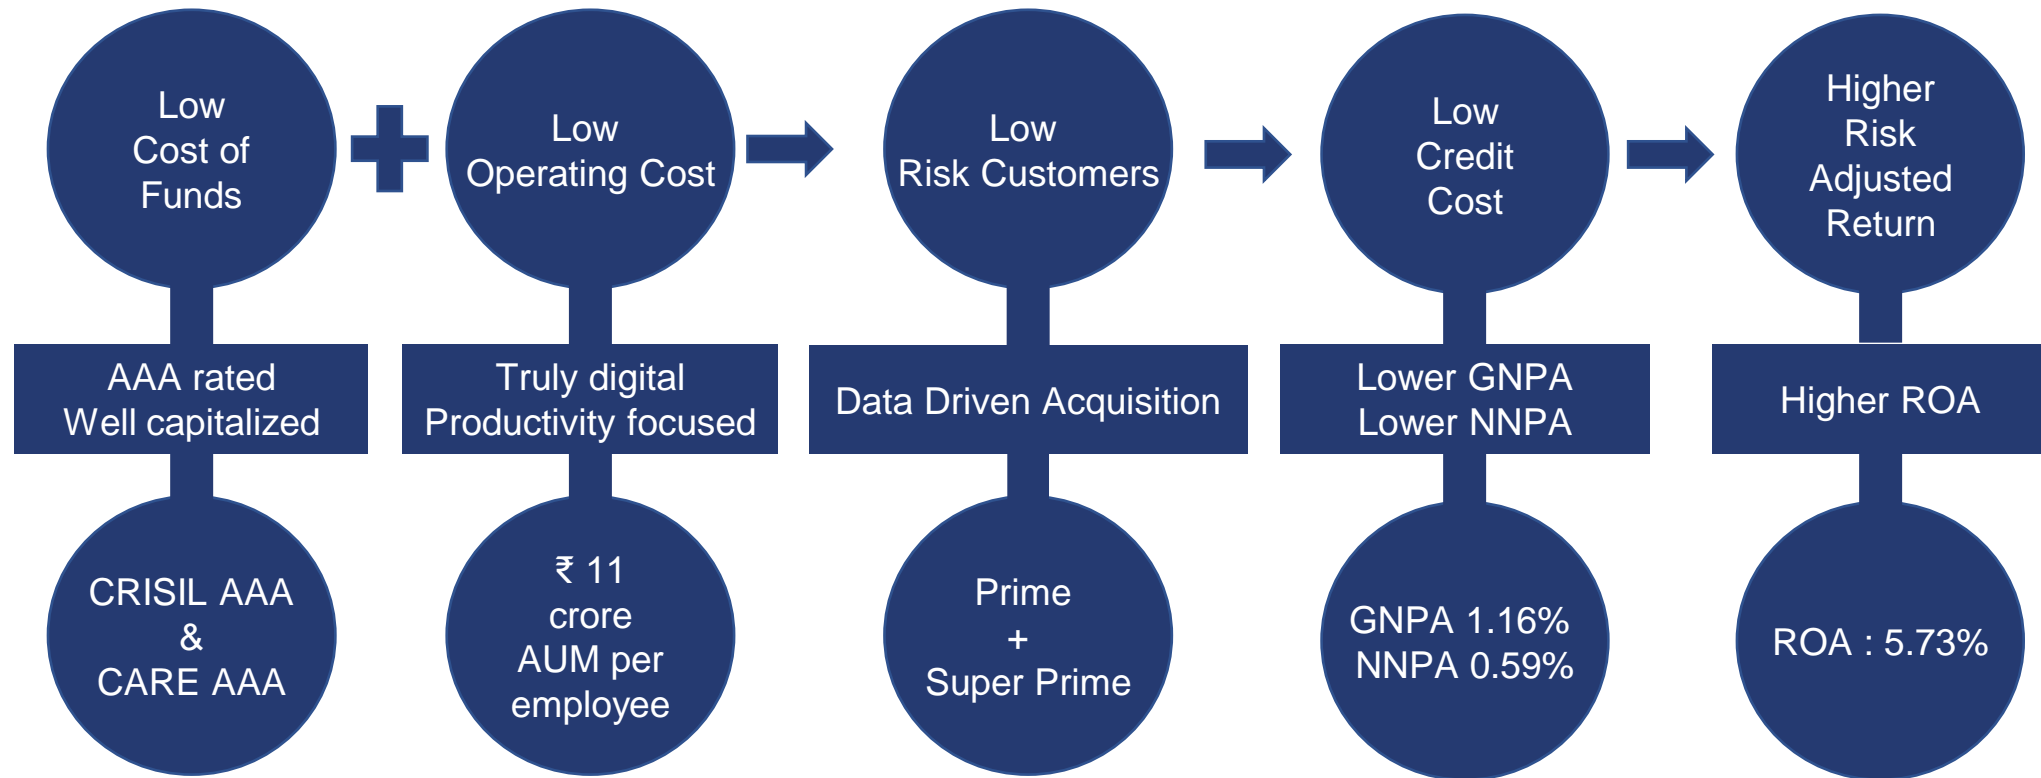 Low
Cost of
Funds
Low
Operating Cost
Low
Risk Customers
Low
Credit
Cost
Higher
Risk
Adjusted
Return
AAA rated
Well capitalized
Truly digital
Productivity focused
Data Driven Acquisition
Lower GNPA
Lower NNPA
Higher ROA
CRISIL AAA
&
CARE AAA
₹ 11
crore
AUM per
employee
Prime
+
Super Prime
GNPA 1.16%
NNPA 0.59%
ROA : 5.73%